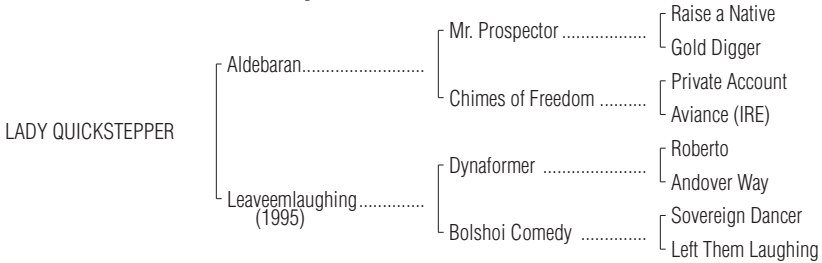 Raise a Native
Mr. Prospector ..................
Gold Digger
Aldebaran..........................
Private Account
Chimes of Freedom ..........
Aviance (IRE)
LADY QUICKSTEPPER
Roberto
Dynaformer ......................
Andover Way
Leaveemlaughing..............
(1995)
Sovereign Dancer
Bolshoi Comedy ..............
Left Them Laughing